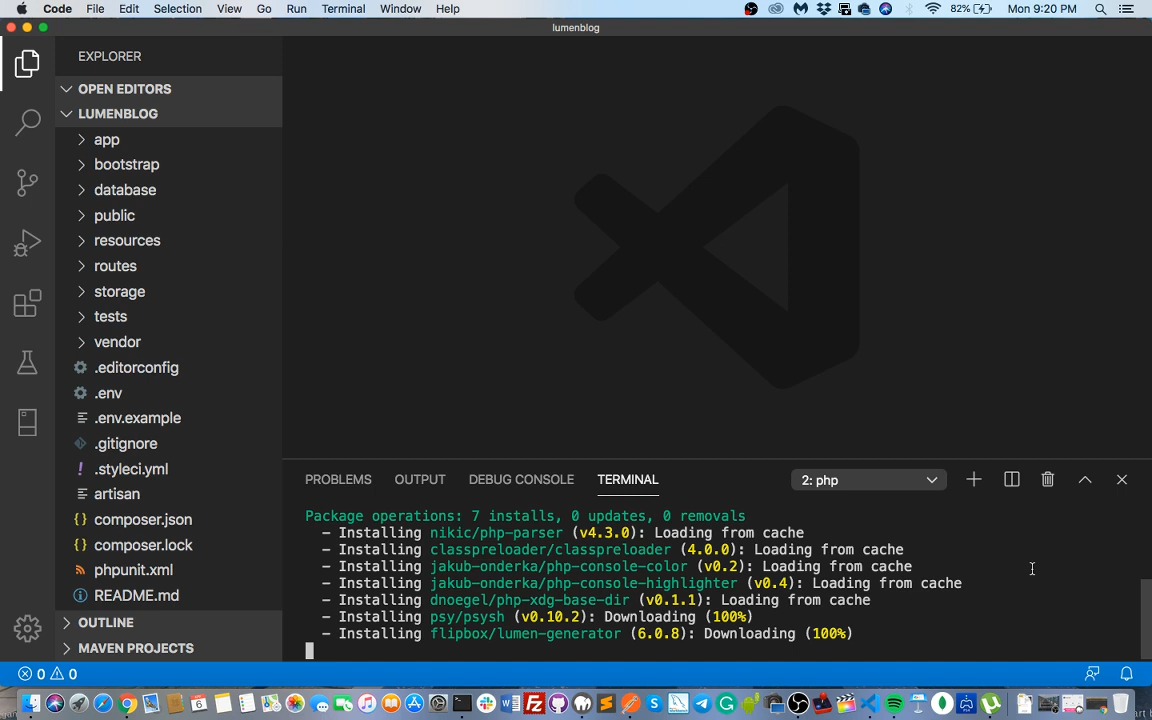 Code File Edit Selection View Go Run Terminal Window Help 82% Mon 9:20 PM
lumenblog
EXPLORER
OPEN EDITORS
LUMENBLOG
app
bootstrap
database
public
resources
routes
storage
tests
vendor
.editorconfig
.env
.env.example
.gitignore
! .styleci.yml
artisan
{} composer.json
{} composer.lock
phpunit.xml
README.md
OUTLINE
MAVEN PROJECTS
PROBLEMS OUTPUT DEBUG CONSOLE TERMINAL 2: php
Package operations: 7 installs, 0 updates, 0 removals
- Installing nikic/php-parser (v4.3.0): Loading from cache
- Installing classpreloader/classpreloader (4.0.0): Loading from cache
- Installing jakub-onderka/php-console-color (v0.2): Loading from cache
- Installing jakub-onderka/php-console-highlighter (v0.4): Loading from cache
- Installing dnoegel/php-xdg-base-dir (v0.1.1): Loading from cache
- Installing psy/psysh (v0.10.2): Downloading (100%)
- Installing flipbox/lumen-generator (6.0.8): Downloading (100%)
0 0